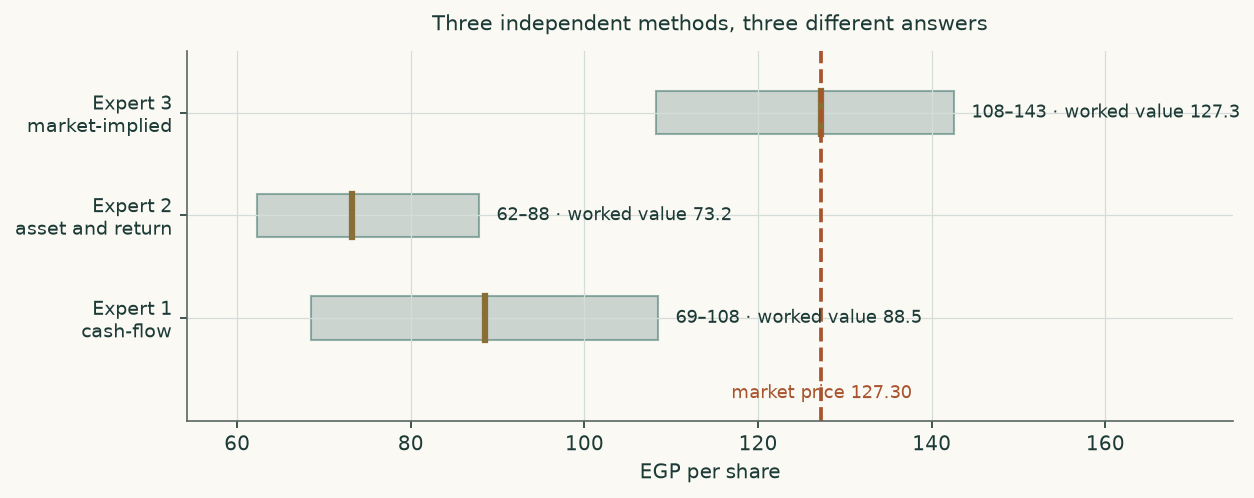 Three independent methods, three different answers
Expert 3
market-implied
108–143 · worked value 127.3
Expert 2
asset and return
62–88 · worked value 73.2
Expert 1
cash-flow
69–108 · worked value 88.5
market price 127.30
60 80 100 120 140 160
EGP per share